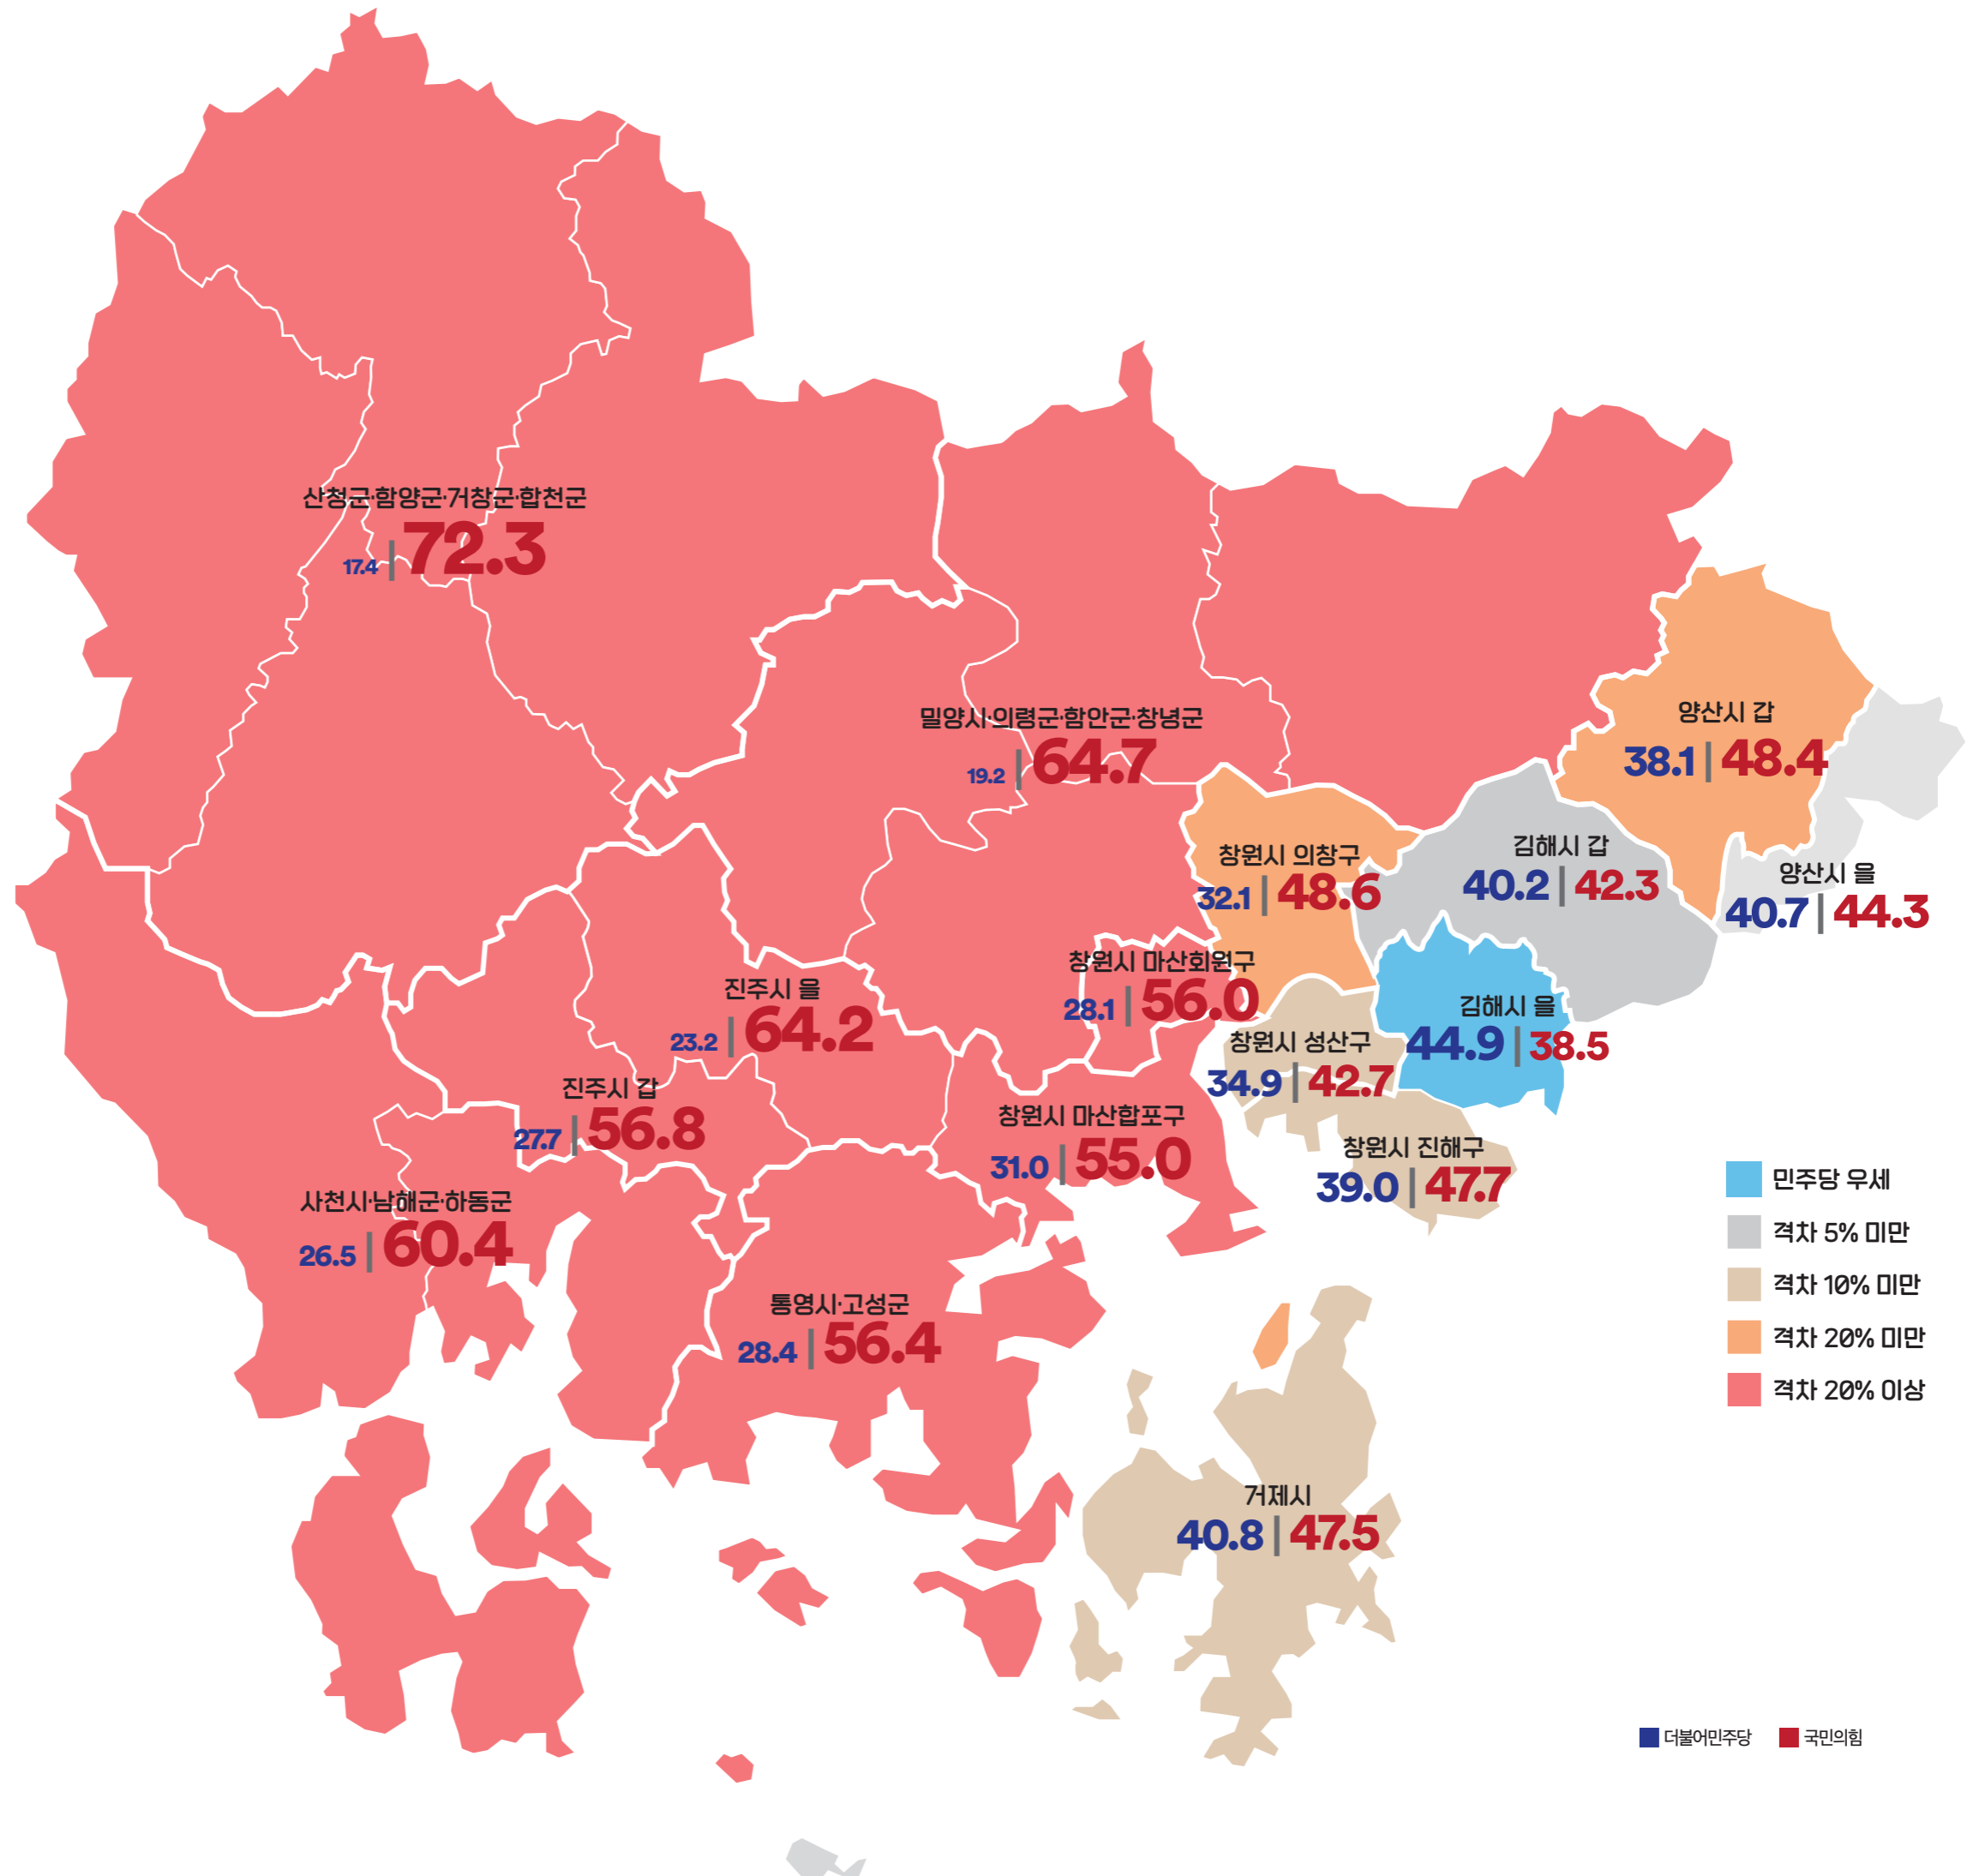 산청군·함양군·거창군·합천군
17.4 72.3
밀양시·의령군·함안군·창녕군
19.2 64.7
양산시 갑
38.1 48.4
창원시 의창구
32.1 48.6
김해시 갑
40.2 42.3
양산시 을
40.7 44.3
창원시 마산회원구
28.1 56.0
진주시 을
23.2 64.2
김해시 을
44.9 38.5
창원시 성산구
34.9 42.7
진주시 갑
27.7 56.8
창원시 마산합포구
31.0 55.0
창원시 진해구
39.0 47.7
사천시·남해군·하동군
26.5 60.4
통영시·고성군
28.4 56.4
거제시
40.8 47.5
민주당 우세
격차 5% 미만
격차 10% 미만
격차 20% 미만
격차 20% 이상
더불어민주당 국민의힘